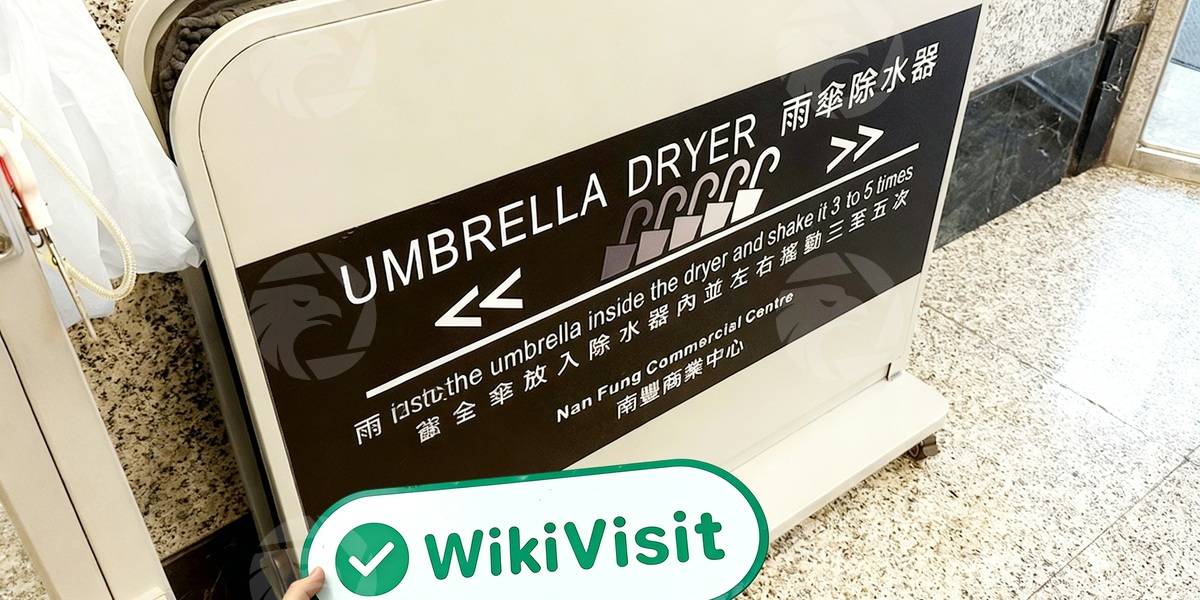 UMBRELLA DRYER 雨傘除水器
the umbrella inside the dryer and shake it 3 to 5 times
全傘放入除水器內並左右搖動三至五次
Nan Fung Commercial Centre
南豐商業中心
WikiVisit